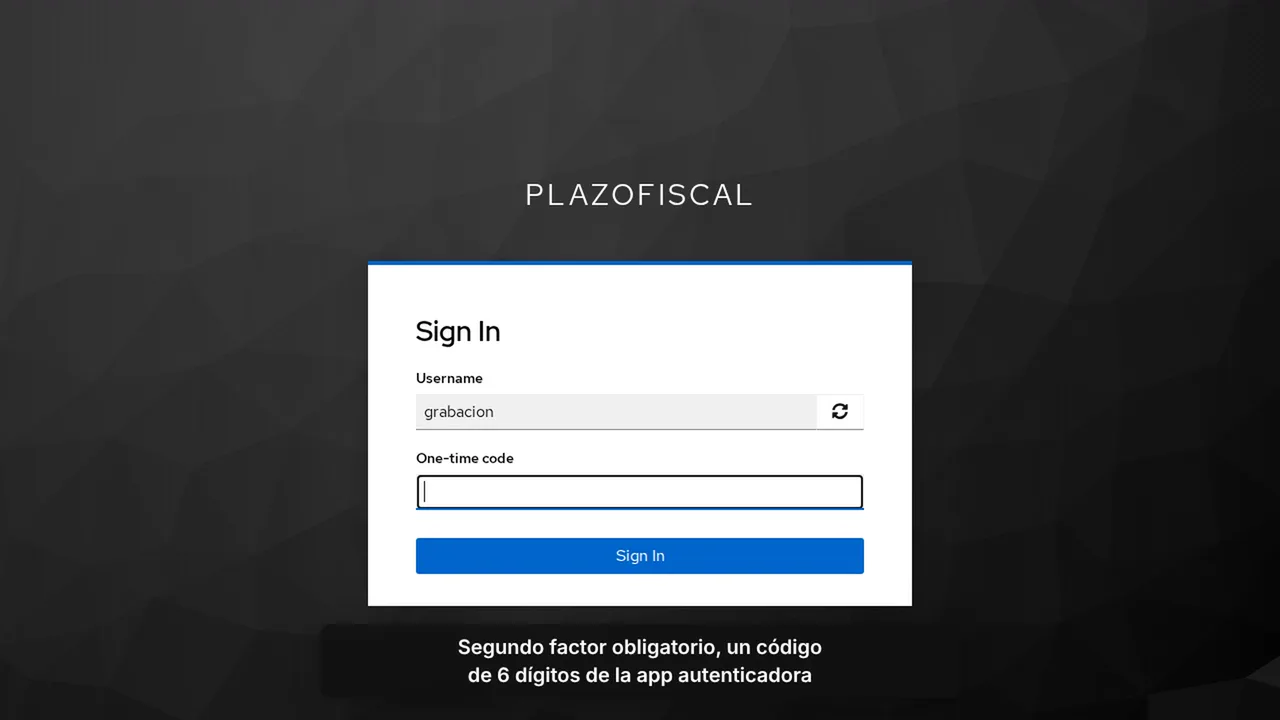 PLAZOFISCAL
Sign In
Username
grabacion
One-time code
Sign In
Segundo factor obligatorio, un código
de 6 dígitos de la app autenticadora